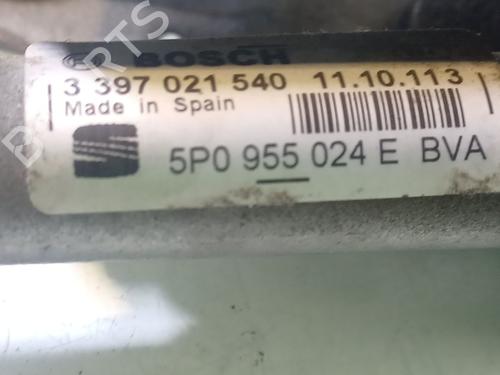 BOSCH
3 397 021 540 11.10.113
Made in Spain
5P0 955 024 E BVA